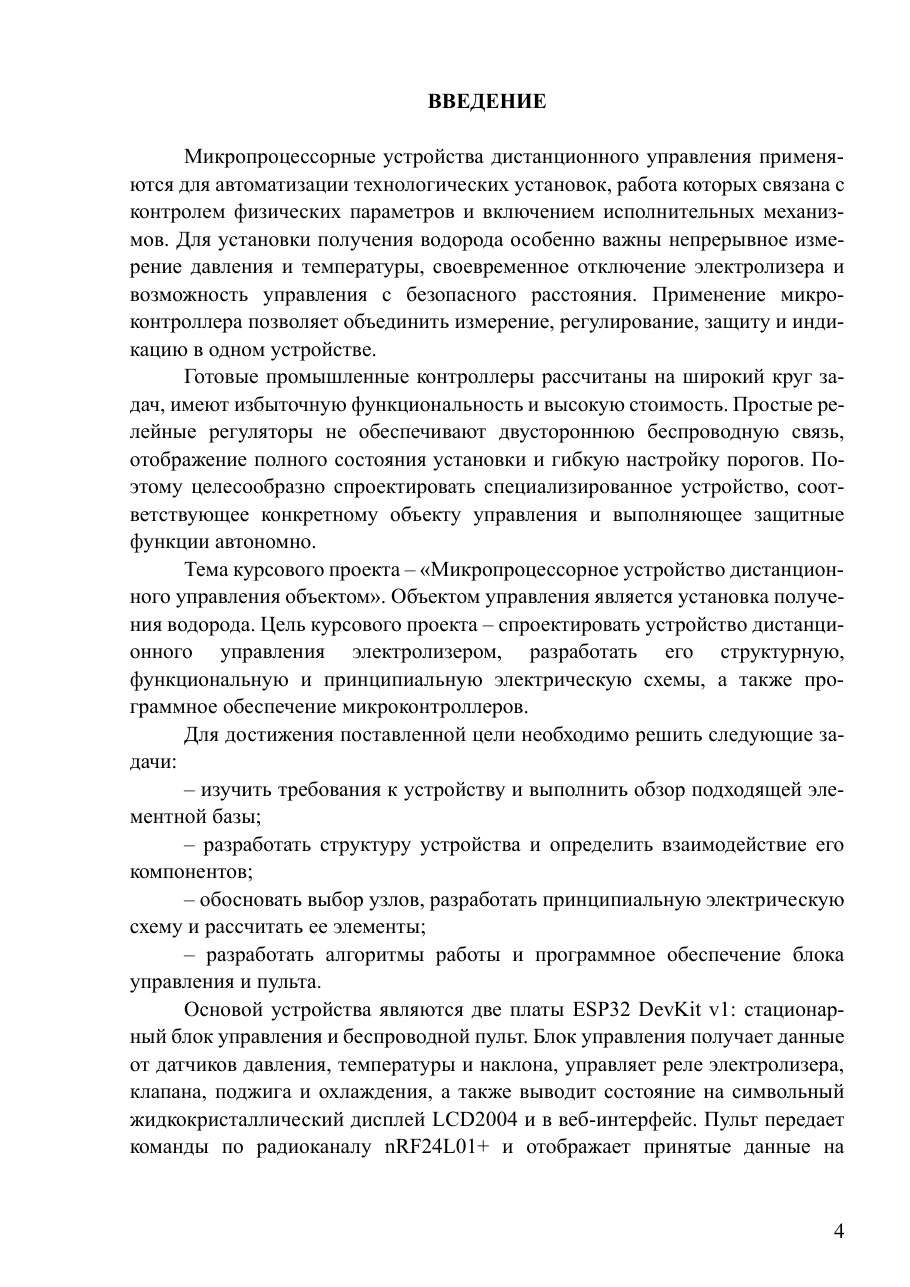 ВВЕДЕНИЕ
Микропроцессорные устройства дистанционного управления применя-
ются для автоматизации технологических установок, работа которых связана с
контролем физических параметров и включением исполнительных механиз-
мов. Для установки получения водорода особенно важны непрерывное изме-
рение давления и температуры, своевременное отключение электролизера и
возможность управления с безопасного расстояния. Применение микро-
контроллера позволяет объединить измерение, регулирование, защиту и инди-
кацию в одном устройстве.
Готовые промышленные контроллеры рассчитаны на широкий круг за-
дач, имеют избыточную функциональность и высокую стоимость. Простые ре-
лейные регуляторы не обеспечивают двустороннюю беспроводную связь,
отображение полного состояния установки и гибкую настройку порогов. По-
этому целесообразно спроектировать специализированное устройство, соот-
ветствующее конкретному объекту управления и выполняющее защитные
функции автономно.
Тема курсового проекта – «Микропроцессорное устройство дистанцион-
ного управления объектом». Объектом управления является установка получе-
ния водорода. Цель курсового проекта – спроектировать устройство дистанци-
онного управления электролизером, разработать его структурную,
функциональную и принципиальную электрическую схемы, а также про-
граммное обеспечение микроконтроллеров.
Для достижения поставленной цели необходимо решить следующие за-
дачи:
– изучить требования к устройству и выполнить обзор подходящей эле-
ментной базы;
– разработать структуру устройства и определить взаимодействие его
компонентов;
– обосновать выбор узлов, разработать принципиальную электрическую
схему и рассчитать ее элементы;
– разработать алгоритмы работы и программное обеспечение блока
управления и пульта.
Основой устройства являются две платы ESP32 DevKit v1: стационар-
ный блок управления и беспроводной пульт. Блок управления получает данные
от датчиков давления, температуры и наклона, управляет реле электролизера,
клапана, поджига и охлаждения, а также выводит состояние на символьный
жидкокристаллический дисплей LCD2004 и в веб-интерфейс. Пульт передает
команды по радиоканалу nRF24L01+ и отображает принятые данные на
4